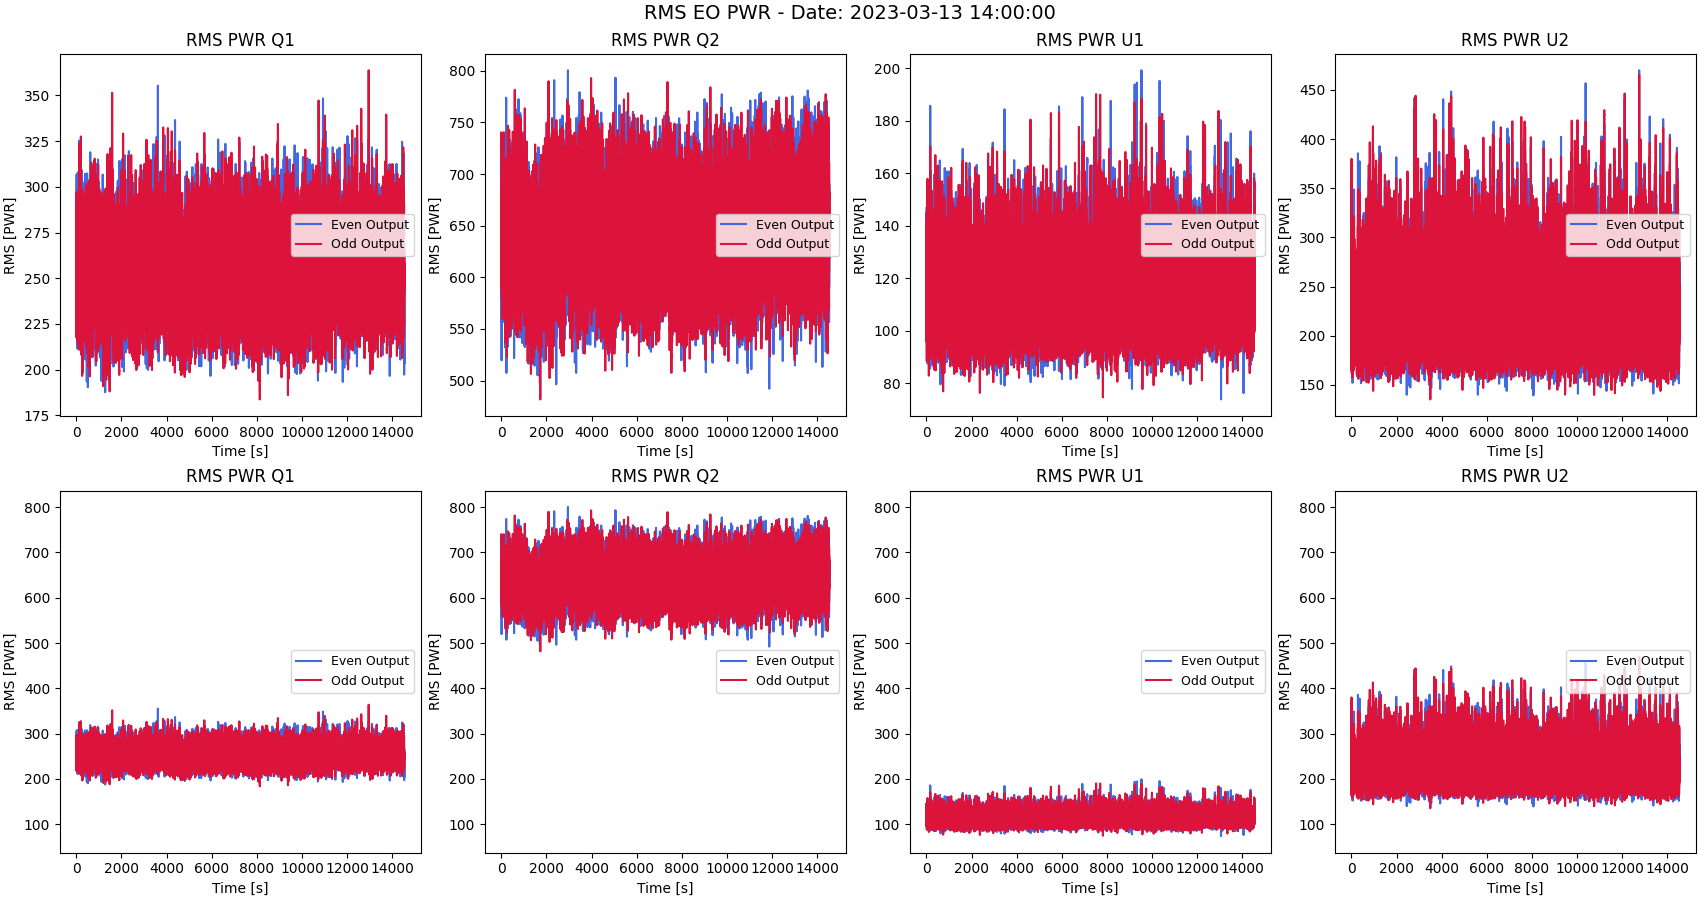 RMS EO PWR - Date: 2023-03-13 14:00:00
RMS PWR Q1
RMS [PWR]
350
325
300
275
250
225
200
175
0 2000 4000 6000 8000 10000 12000 14000
Time [s]
Even Output
Odd Output
RMS PWR Q2
RMS [PWR]
800
750
700
650
600
550
500
0 2000 4000 6000 8000 10000 12000 14000
Time [s]
Even Output
Odd Output
RMS PWR U1
RMS [PWR]
200
180
160
140
120
100
80
0 2000 4000 6000 8000 10000 12000 14000
Time [s]
Even Output
Odd Output
RMS PWR U2
RMS [PWR]
450
400
350
300
250
200
150
0 2000 4000 6000 8000 10000 12000 14000
Time [s]
Even Output
Odd Output
RMS PWR Q1
RMS [PWR]
800
700
600
500
400
300
200
100
0 2000 4000 6000 8000 10000 12000 14000
Time [s]
Even Output
Odd Output
RMS PWR Q2
RMS [PWR]
800
700
600
500
400
300
200
100
0 2000 4000 6000 8000 10000 12000 14000
Time [s]
Even Output
Odd Output
RMS PWR U1
RMS [PWR]
800
700
600
500
400
300
200
100
0 2000 4000 6000 8000 10000 12000 14000
Time [s]
Even Output
Odd Output
RMS PWR U2
RMS [PWR]
800
700
600
500
400
300
200
100
0 2000 4000 6000 8000 10000 12000 14000
Time [s]
Even Output
Odd Output